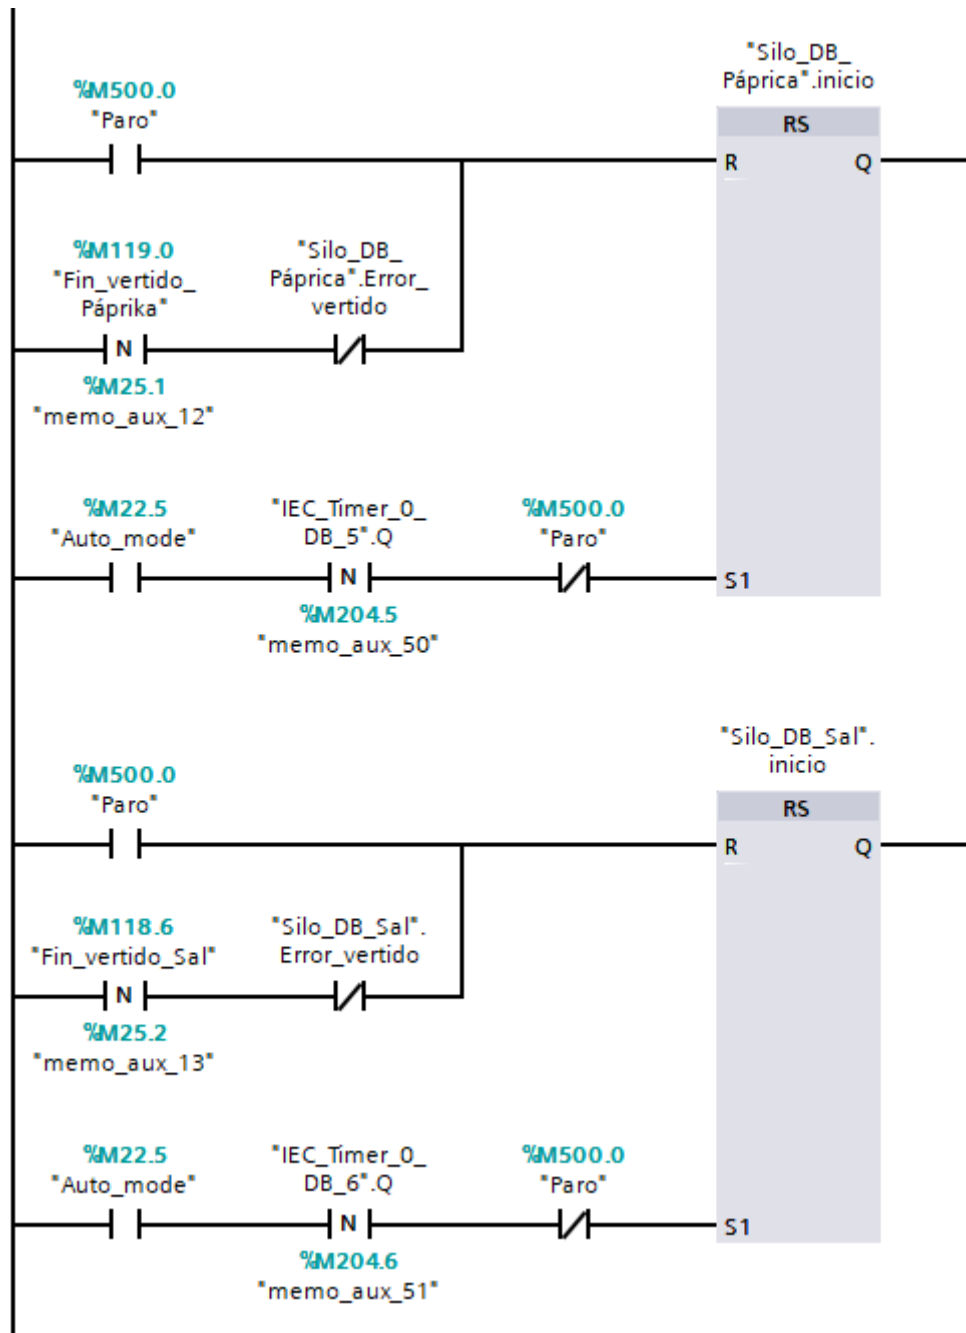 "Silo_DB_
Páprica".inicio
%M500.0
"Paro"
RS
R
Q
%M119.0
"Fin_vertido_
Páprika"
"Silo_DB_
Páprica".Error_
vertido
N
%M25.1
"memo_aux_12"
%M22.5
"Auto_mode"
"IEC_Timer_0_
DB_5".Q
%M500.0
"Paro"
N
S1
%M204.5
"memo_aux_50"
"Silo_DB_Sal".
inicio
%M500.0
"Paro"
RS
R
Q
%M118.6
"Fin_vertido_Sal"
"Silo_DB_Sal".
Error_vertido
N
%M25.2
"memo_aux_13"
%M22.5
"Auto_mode"
"IEC_Timer_0_
DB_6".Q
%M500.0
"Paro"
N
S1
%M204.6
"memo_aux_51"